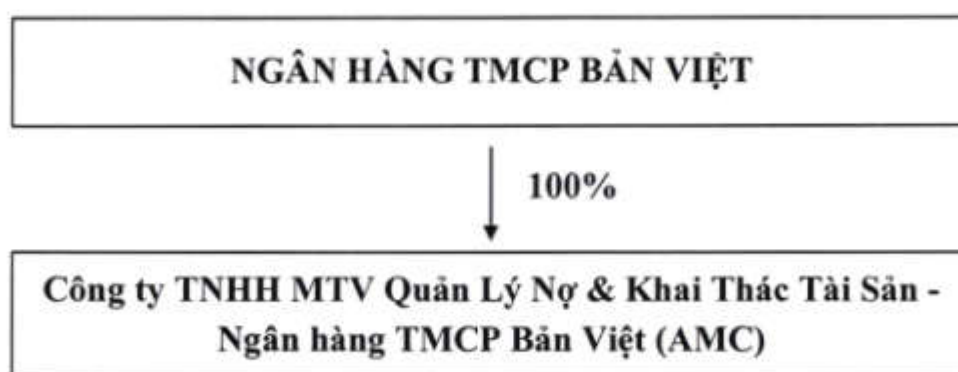 NGÂN HÀNG TMCP BẢN VIỆT
100%
Công ty TNHH MTV Quản Lý Nợ & Khai Thác Tài Sản -
Ngân hàng TMCP Bản Việt (AMC)